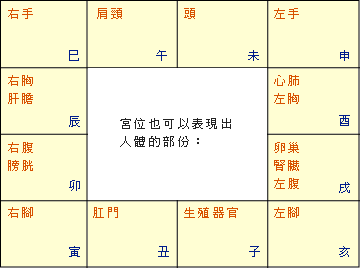 右手
巳
肩頸
午
頭
未
左手
申
右胸
肝膽
辰
宮位也可以表現出
人體的部份：
心肺
左胸
酉
右腹
膀胱
卯
卵巢
腎臟
左腹
戌
右腳
寅
肛門
丑
生殖器官
子
左腳
亥